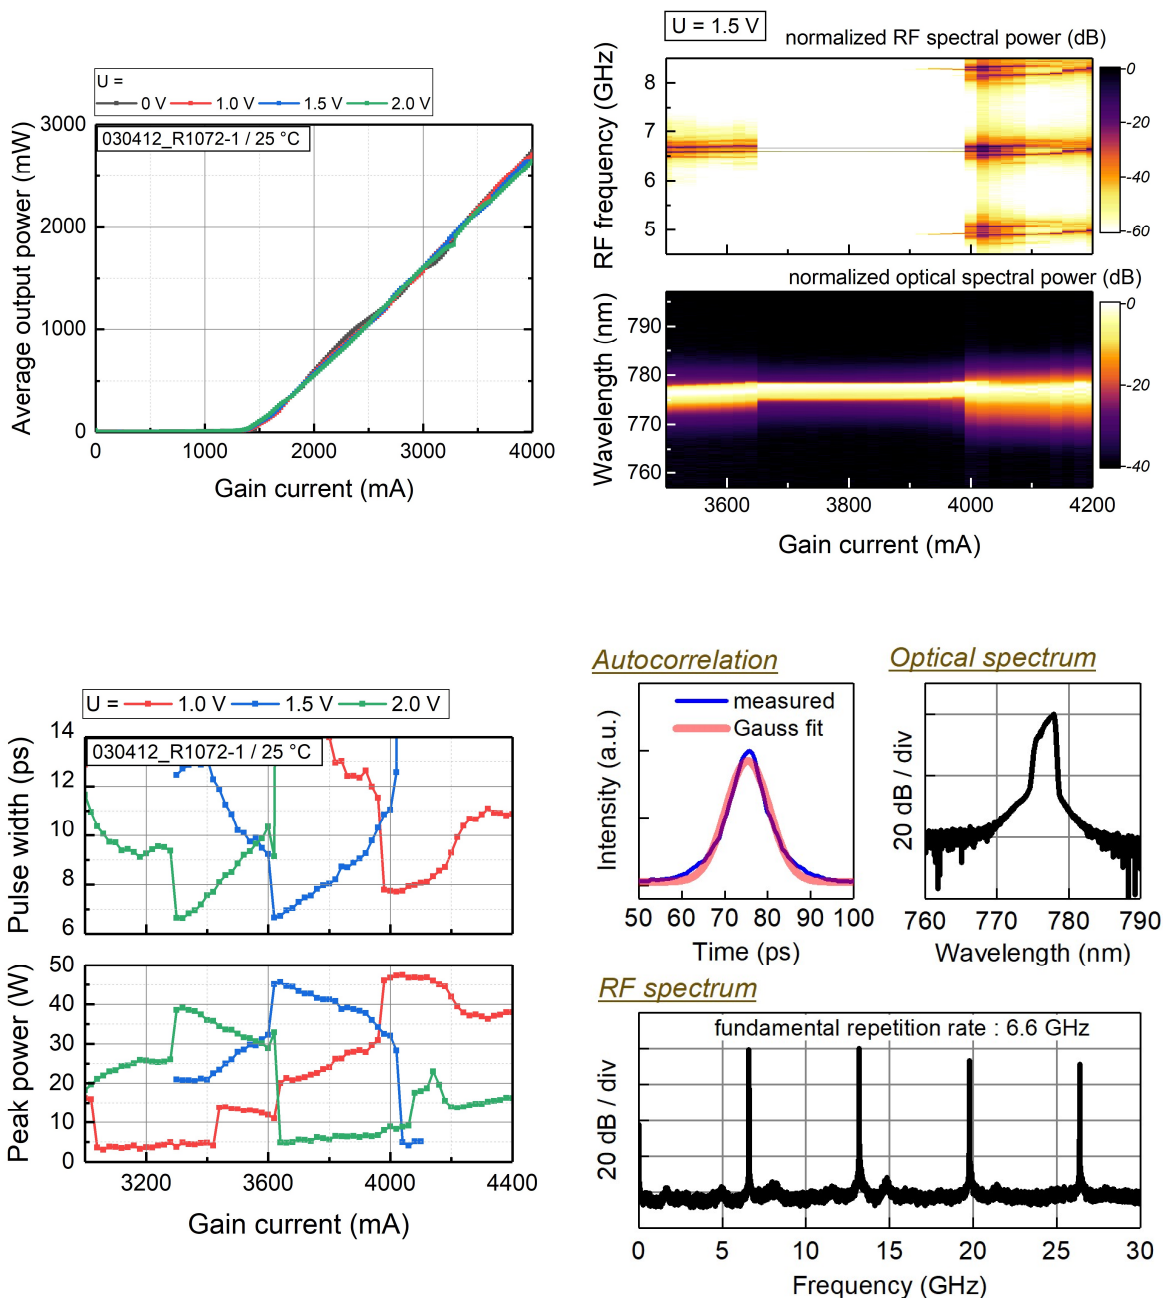 U =
0 V 1.0 V 1.5 V 2.0 V
030412_R1072-1 / 25 °C
Average output power (mW)
3000
2000
1000
0
0 1000 2000 3000 4000
Gain current (mA)
U = 1.5 V
normalized RF spectral power (dB)
RF frequency (GHz)
8
7
6
5
0
-20
-40
-60
normalized optical spectral power (dB)
Wavelength (nm)
790
780
770
760
0
-20
-40
3600 3800 4000 4200
Gain current (mA)
U = 1.0 V 1.5 V 2.0 V
030412_R1072-1 / 25 °C
Pulse width (ps)
14
12
10
8
6
Peak power (W)
50
40
30
20
10
0
3200 3600 4000 4400
Gain current (mA)
Autocorrelation
measured
Gauss fit
Intensity (a.u.)
50 60 70 80 90 100
Time (ps)
Optical spectrum
20 dB / div
760 770 780 790
Wavelength (nm)
RF spectrum
fundamental repetition rate : 6.6 GHz
20 dB / div
0 5 10 15 20 25 30
Frequency (GHz)